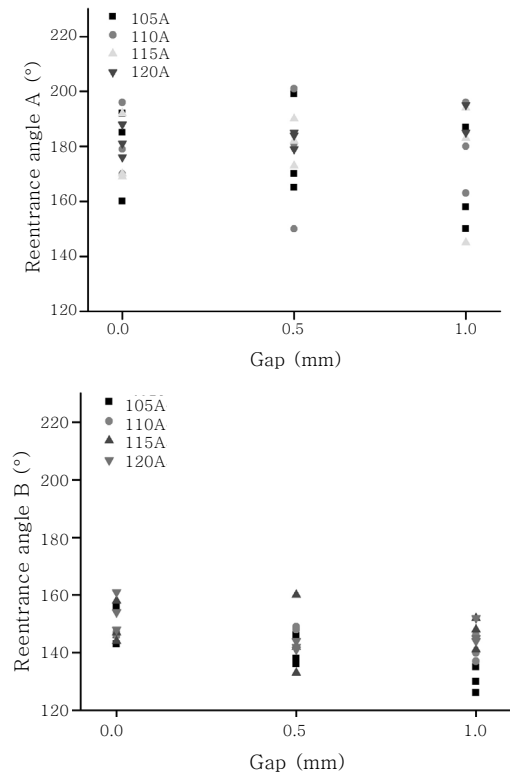 105A
110A
115A
120A
220
200
180
160
140
120
Reentrance angle A (°)
0.0 0.5 1.0
Gap (mm)
105A
110A
115A
120A
220
200
180
160
140
120
Reentrance angle B (°)
0.0 0.5 1.0
Gap (mm)